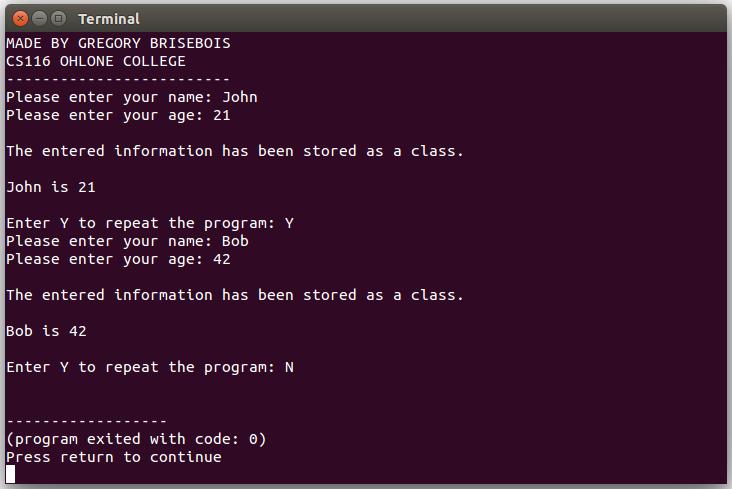 Terminal
MADE BY GREGORY BRISEBOIS
CS116 OHLONE COLLEGE
-------------------------
Please enter your name: John
Please enter your age: 21
The entered information has been stored as a class.
John is 21
Enter Y to repeat the program: Y
Please enter your name: Bob
Please enter your age: 42
The entered information has been stored as a class.
Bob is 42
Enter Y to repeat the program: N
------------------
(program exited with code: 0)
Press return to continue